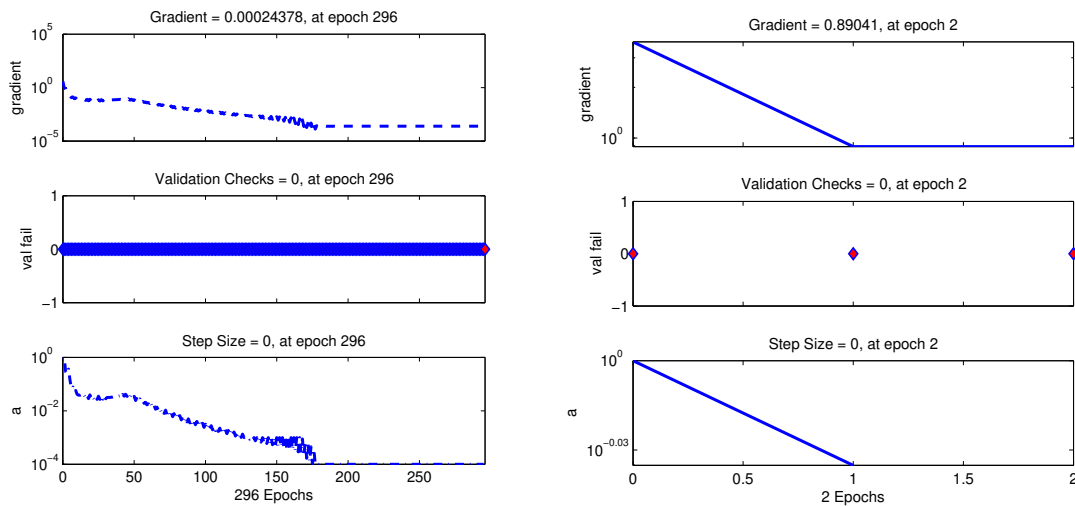 Gradient = 0.00024378, at epoch 296
10^5
10^0
10^−5
gradient
Validation Checks = 0, at epoch 296
1
0
−1
val fail
Step Size = 0, at epoch 296
10^0
10^−2
10^−4
a
0 50 100 150 200 250
296 Epochs
Gradient = 0.89041, at epoch 2
10^0
gradient
Validation Checks = 0, at epoch 2
1
0
−1
val fail
Step Size = 0, at epoch 2
10^0
10^−0.03
a
0 0.5 1 1.5 2
2 Epochs